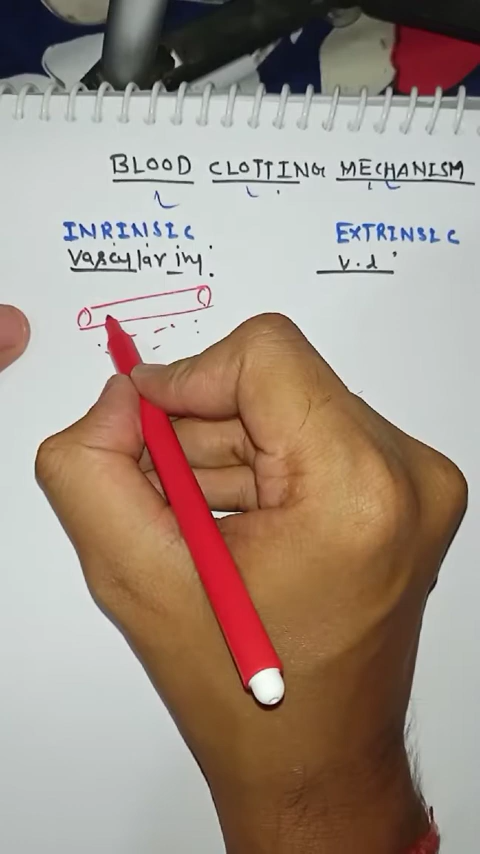 BLOOD CLOTTING MECHANISM
INRINSIC
EXTRINSIC
vascular inj.
v.d